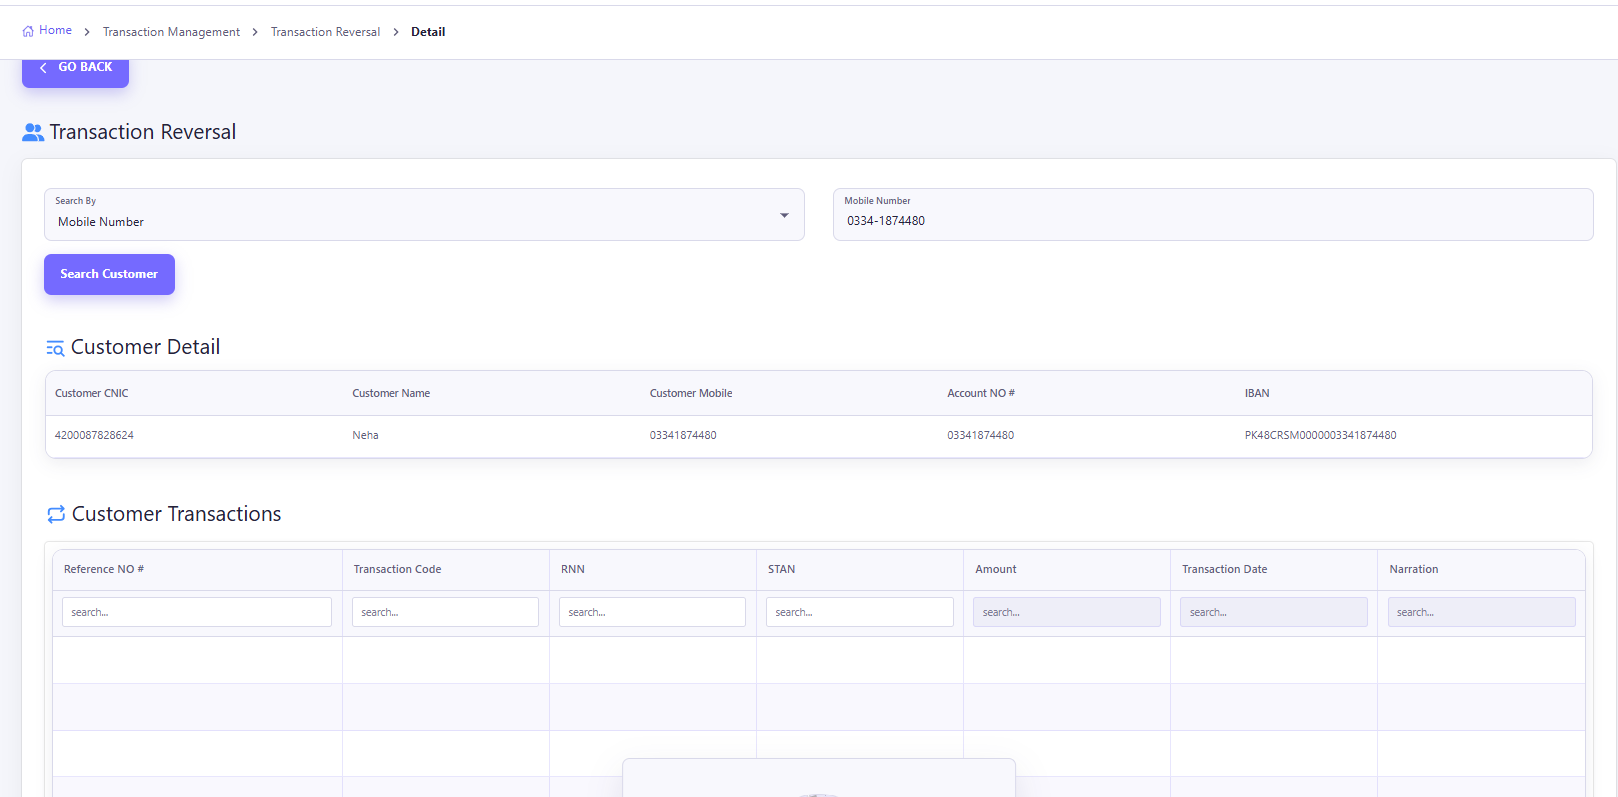 Home > Transaction Management > Transaction Reversal > Detail
GO BACK
Transaction Reversal
Search By
Mobile Number
Mobile Number
0334-1874480
Search Customer
Customer Detail
Customer CNIC Customer Name Customer Mobile Account NO # IBAN
4200087828624 Neha 03341874480 03341874480 PK48CRSM0000003341874480
Customer Transactions
Reference NO # Transaction Code RNN STAN Amount Transaction Date Narration
search... search... search... search... search... search... search...